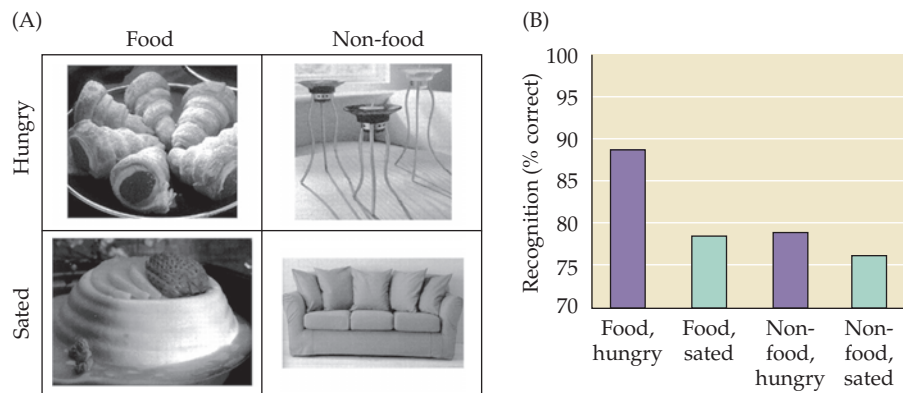 (A)
Food
Non-food
Hungry
Sated
(B)
Recognition (% correct)
100
95
90
85
80
75
70
Food,
hungry
Food,
sated
Non-
food,
hungry
Non-
food,
sated